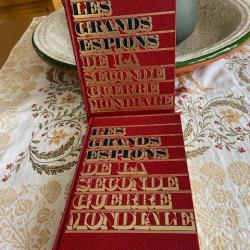 LES
GRANDS
ESPIONS
DE LA
SECONDE
GUERRE
MONDIALE
LES
GRANDS
ESPIONS
DE LA
SECONDE
GUERRE
MONDIALE